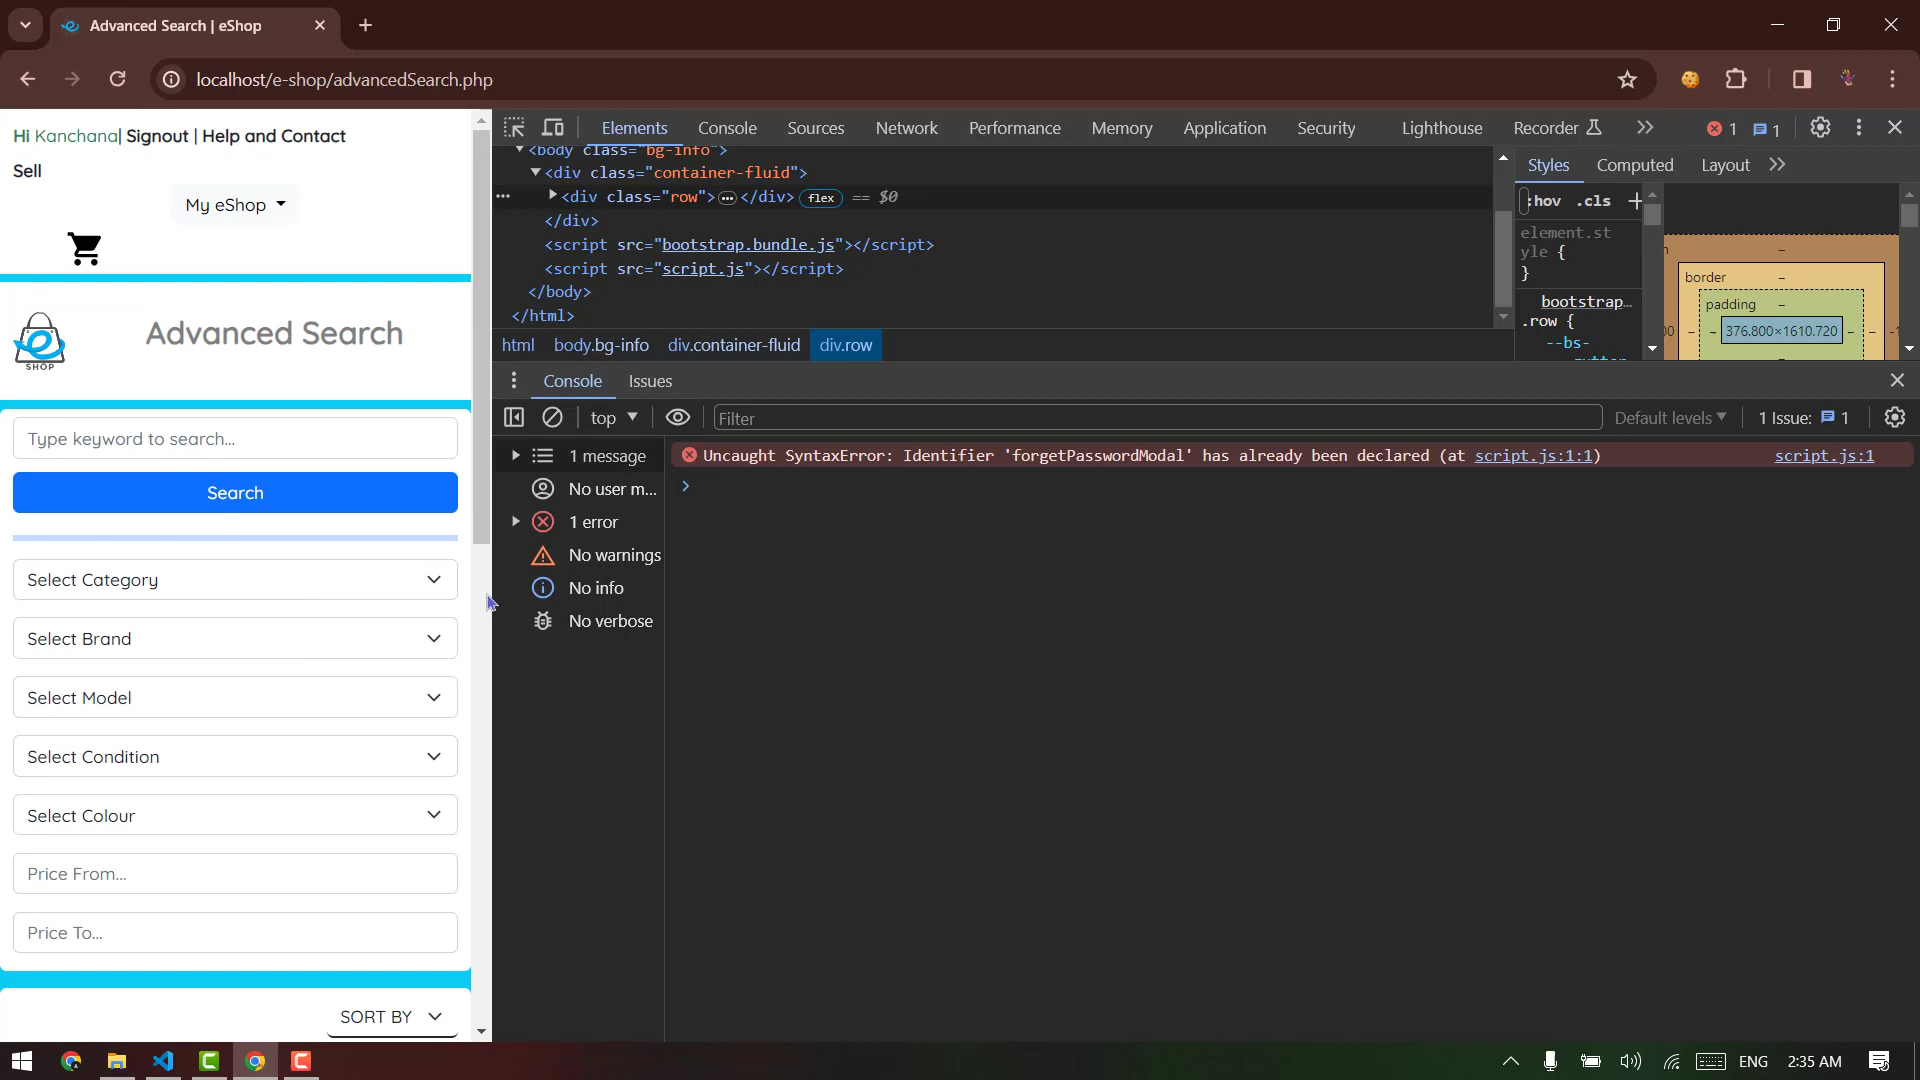 Advanced Search | eShop
localhost/e-shop/advancedSearch.php
Hi Kanchana| Signout | Help and Contact
Sell
My eShop
SHOP
Advanced Search
Type keyword to search...
Search
Select Category
Select Brand
Select Model
Select Condition
Select Colour
Price From...
Price To...
SORT BY
Elements Console Sources Network Performance Memory Application Security Lighthouse Recorder
1 1
<body class="bg-info">
<div class="container-fluid">
<div class="row"> ... </div> flex == $0
</div>
<script src="bootstrap.bundle.js"></script>
<script src="script.js"></script>
</body>
</html>
html body.bg-info div.container-fluid div.row
Styles Computed Layout
:hov .cls
element.st
yle {
}
bootstrap...
.row {
--bs-
border –
padding –
376.800×1610.720
Console Issues
top Filter Default levels 1 Issue: 1
1 message
No user m...
1 error
No warnings
No info
No verbose
Uncaught SyntaxError: Identifier 'forgetPasswordModal' has already been declared (at script.js:1:1) script.js:1
ENG 2:35 AM